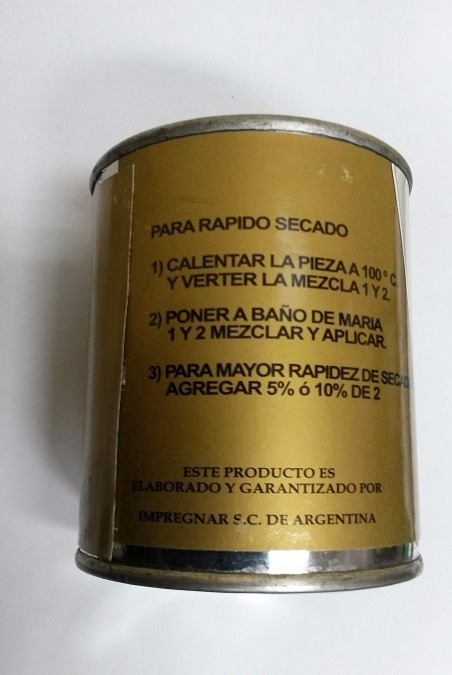 PARA RAPIDO SECADO
1) CALENTAR LA PIEZA A 100º C
Y VERTER LA MEZCLA 1 Y 2.
2) PONER A BAÑO DE MARIA
1 Y 2 MEZCLAR Y APLICAR.
3) PARA MAYOR RAPIDEZ DE SECADO
AGREGAR 5% ó 10% DE 2
ESTE PRODUCTO ES
ELABORADO Y GARANTIZADO POR
IMPREGNAR S.C. DE ARGENTINA